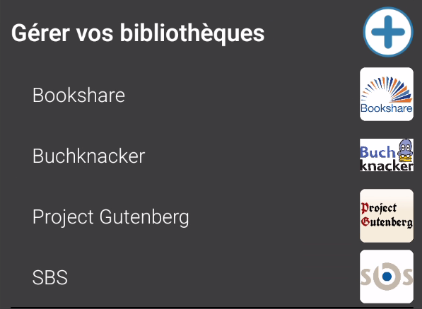 Gérer vos bibliothèques
Bookshare
Bookshare
Buchknacker
Buch
knacker
Project Gutenberg
Project
Gutenberg
SBS
sbs